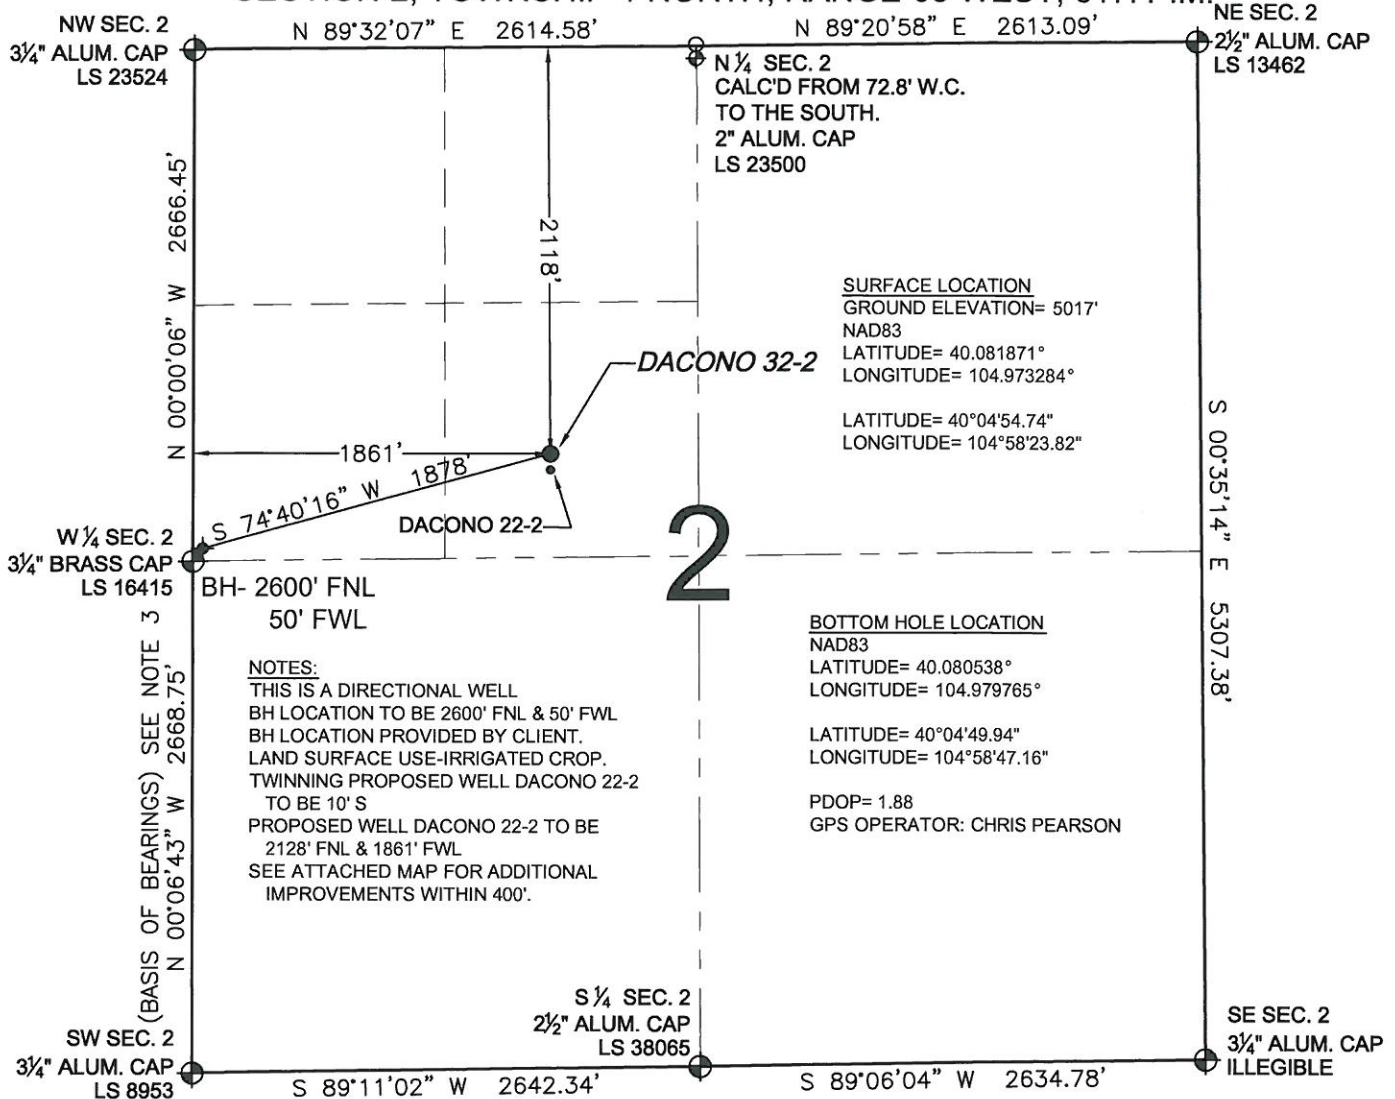 NW SEC. 2
3¼" ALUM. CAP
LS 23524
N 89°32'07" E 2614.58'
N 89°20'58" E 2613.09'
NE SEC. 2
2½" ALUM. CAP
LS 13462
N ¼ SEC. 2
CALC'D FROM 72.8' W.C.
TO THE SOUTH.
2" ALUM. CAP
LS 23500
N 00°00'06" W 2666.45'
2118'
SURFACE LOCATION
GROUND ELEVATION= 5017'
NAD83
LATITUDE= 40.081871°
LONGITUDE= 104.973284°
LATITUDE= 40°04'54.74"
LONGITUDE= 104°58'23.82"
DACONO 32-2
1861'
S 74°40'16" W 1878'
DACONO 22-2
2
S 00°35'14" E 5307.38'
W ¼ SEC. 2
3¼" BRASS CAP
LS 16415
BH- 2600' FNL
50' FWL
(BASIS OF BEARINGS) SEE NOTE 3
N 00°06'43" W 2668.75'
NOTES:
THIS IS A DIRECTIONAL WELL
BH LOCATION TO BE 2600' FNL & 50' FWL
BH LOCATION PROVIDED BY CLIENT.
LAND SURFACE USE-IRRIGATED CROP.
TWINNING PROPOSED WELL DACONO 22-2
TO BE 10' S
PROPOSED WELL DACONO 22-2 TO BE
2128' FNL & 1861' FWL
SEE ATTACHED MAP FOR ADDITIONAL
IMPROVEMENTS WITHIN 400'.
BOTTOM HOLE LOCATION
NAD83
LATITUDE= 40.080538°
LONGITUDE= 104.979765°
LATITUDE= 40°04'49.94"
LONGITUDE= 104°58'47.16"
PDOP= 1.88
GPS OPERATOR: CHRIS PEARSON
SW SEC. 2
3¼" ALUM. CAP
LS 8953
S ¼ SEC. 2
2½" ALUM. CAP
LS 38065
SE SEC. 2
3¼" ALUM. CAP
ILLEGIBLE
S 89°11'02" W 2642.34'
S 89°06'04" W 2634.78'